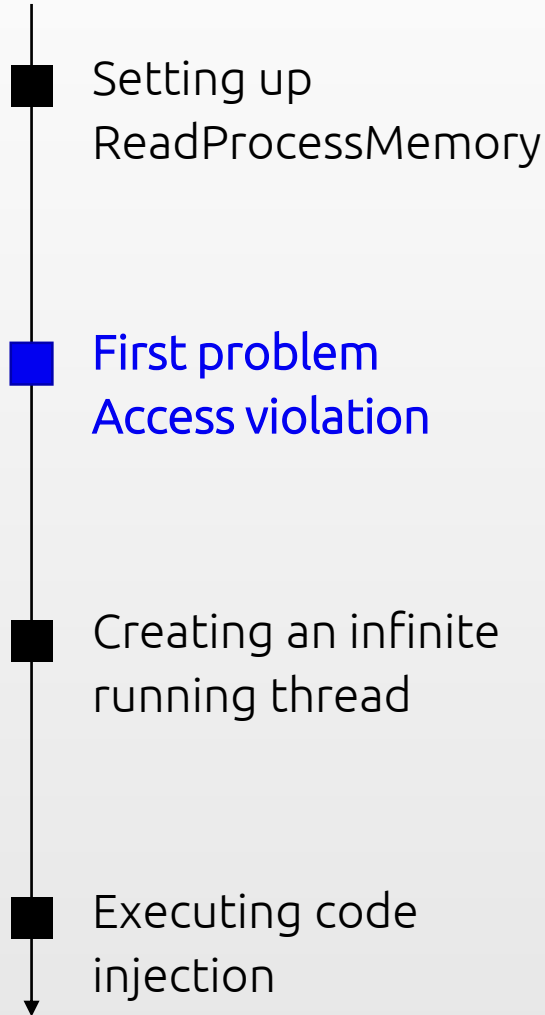 Setting up
ReadProcessMemory
First problem
Access violation
Creating an infinite
running thread
Executing code
injection